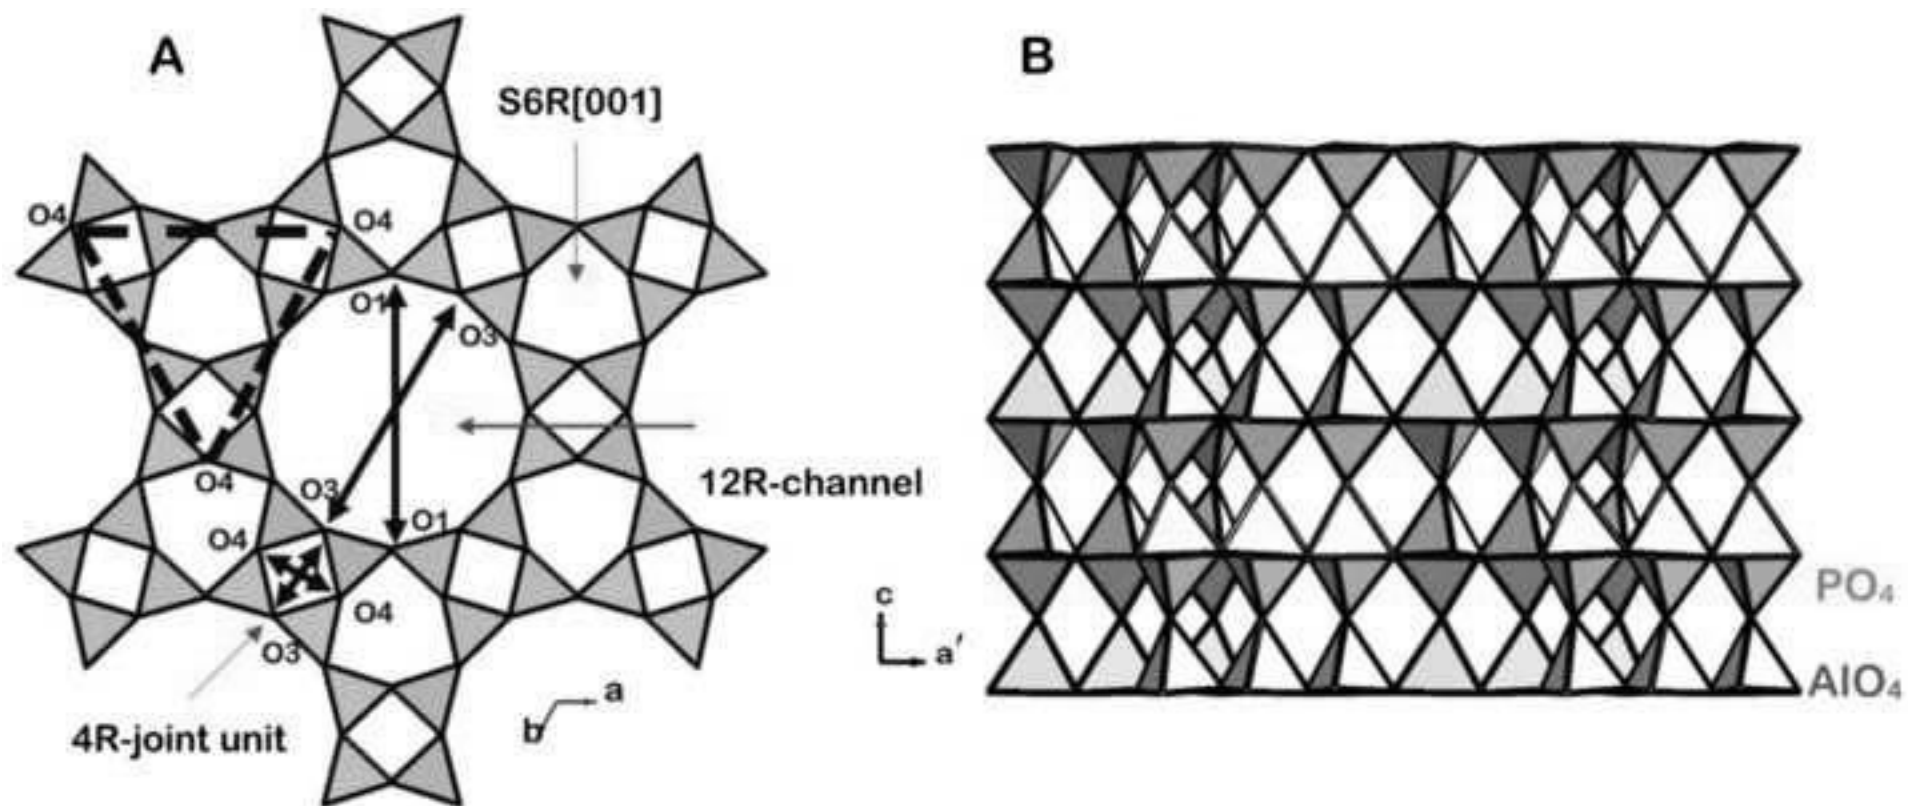 A
B
S6R[001]
O4
O4
O1
O3
12R-channel
O4
O3
O1
O4
PO₄
c
a'
O4
O3
AlO₄
a
b
4R-joint unit